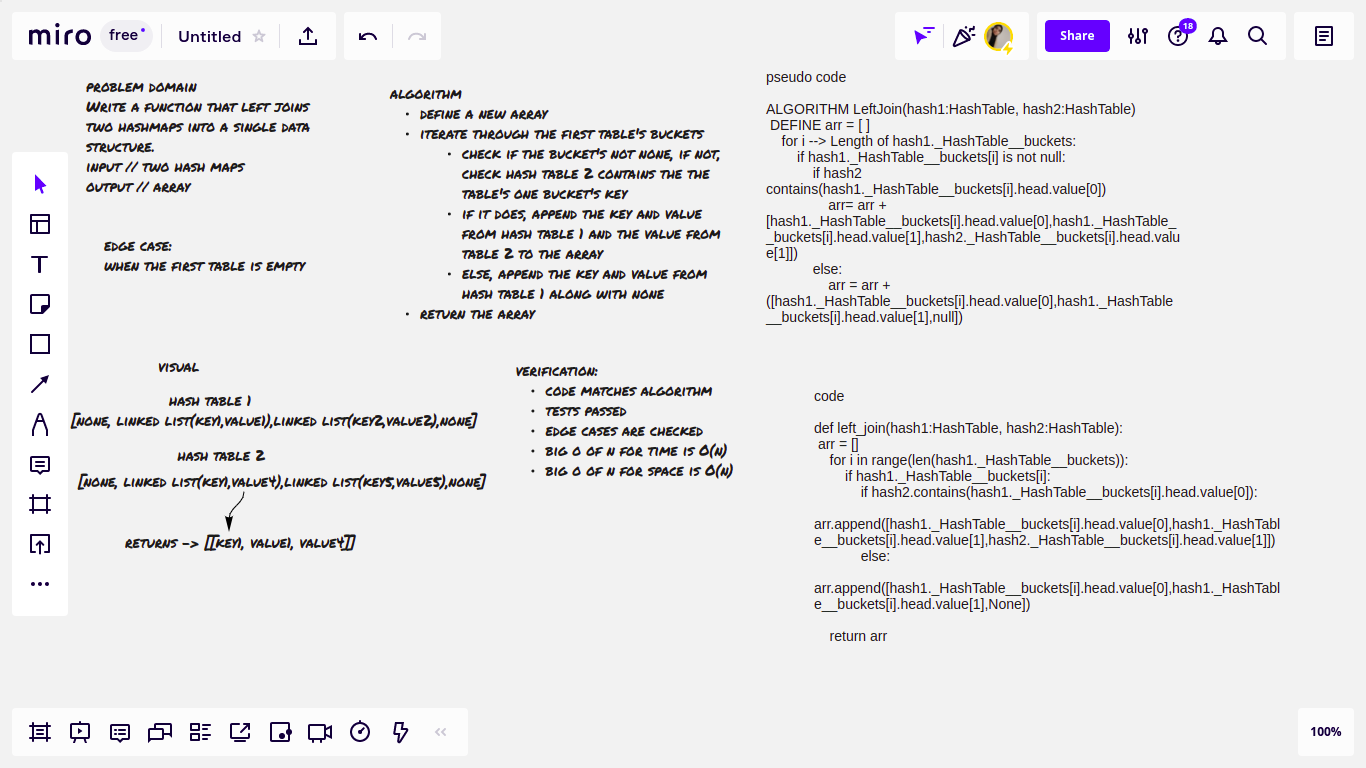 miro free Untitled
Share 18
PROBLEM DOMAIN
WRITE A FUNCTION THAT LEFT JOINS
TWO HASHMAPS INTO A SINGLE DATA
STRUCTURE.
INPUT // TWO HASH MAPS
OUTPUT // ARRAY
EDGE CASE:
WHEN THE FIRST TABLE IS EMPTY
ALGORITHM
• DEFINE A NEW ARRAY
• ITERATE THROUGH THE FIRST TABLE'S BUCKETS
• CHECK IF THE BUCKET'S NOT NONE, IF NOT,
CHECK HASH TABLE 2 CONTAINS THE THE
TABLE'S ONE BUCKET'S KEY
• IF IT DOES, APPEND THE KEY AND VALUE
FROM HASH TABLE 1 AND THE VALUE FROM
TABLE 2 TO THE ARRAY
• ELSE, APPEND THE KEY AND VALUE FROM
HASH TABLE 1 ALONG WITH NONE
• RETURN THE ARRAY
VISUAL
HASH TABLE 1
[NONE, LINKED LIST(KEY1,VALUE1),LINKED LIST(KEY2,VALUE2),NONE]
HASH TABLE 2
[NONE, LINKED LIST(KEY1,VALUE4),LINKED LIST(KEY5,VALUE5),NONE]
RETURNS -> [[KEY1, VALUE1, VALUE4]]
VERIFICATION:
• CODE MATCHES ALGORITHM
• TESTS PASSED
• EDGE CASES ARE CHECKED
• BIG O OF N FOR TIME IS O(N)
• BIG O OF N FOR SPACE IS O(N)
pseudo code
ALGORITHM LeftJoin(hash1:HashTable, hash2:HashTable)
DEFINE arr = [ ]
for i --> Length of hash1._HashTable__buckets:
if hash1._HashTable__buckets[i] is not null:
if hash2
contains(hash1._HashTable__buckets[i].head.value[0])
arr= arr +
[hash1._HashTable__buckets[i].head.value[0],hash1._HashTable_
_buckets[i].head.value[1],hash2._HashTable__buckets[i].head.valu
e[1]])
else:
arr = arr +
([hash1._HashTable__buckets[i].head.value[0],hash1._HashTable
__buckets[i].head.value[1],null])
code
def left_join(hash1:HashTable, hash2:HashTable):
arr = []
for i in range(len(hash1._HashTable__buckets)):
if hash1._HashTable__buckets[i]:
if hash2.contains(hash1._HashTable__buckets[i].head.value[0]):
arr.append([hash1._HashTable__buckets[i].head.value[0],hash1._HashTabl
e__buckets[i].head.value[1],hash2._HashTable__buckets[i].head.value[1]])
else:
arr.append([hash1._HashTable__buckets[i].head.value[0],hash1._HashTabl
e__buckets[i].head.value[1],None])
return arr
100%